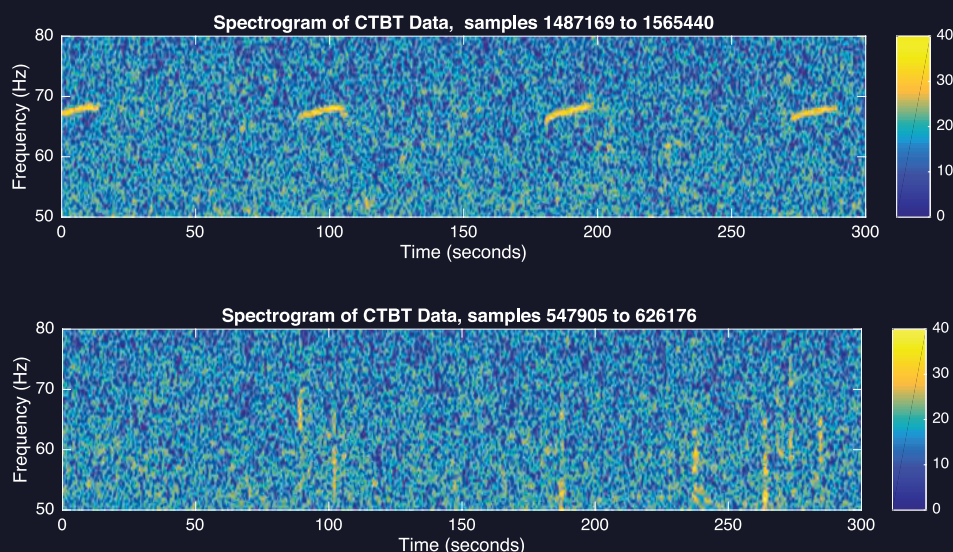 Spectrogram of CTBT Data,  samples 1487169 to 1565440
80
70
60
50
Frequency (Hz)
0 50 100 150 200 250 300
Time (seconds)
40
30
20
10
0
Spectrogram of CTBT Data, samples 547905 to 626176
80
70
60
50
Frequency (Hz)
0 50 100 150 200 250 300
Time (seconds)
40
30
20
10
0